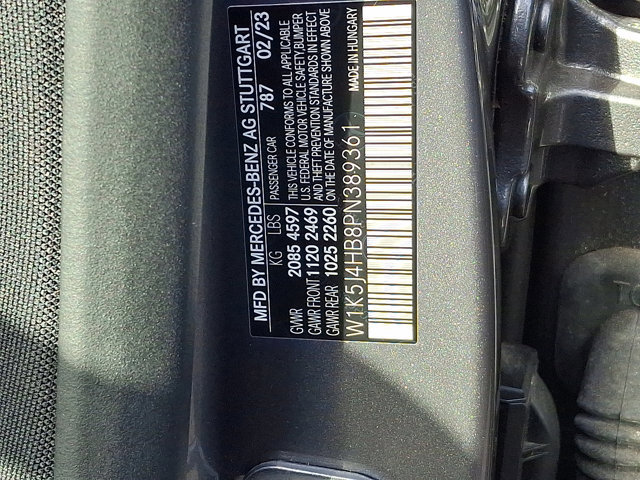 MFD BY MERCEDES-BENZ AG STUTTGART
KG LBS PASSENGER CAR 787 02/23
GVWR 2085 4597 THIS VEHICLE CONFORMS TO ALL APPLICABLE
GAWR FRONT 1120 2469 U.S. FEDERAL MOTOR VEHICLE SAFETY,BUMPER
GAWR REAR 1025 2260 AND THEFT PREVENTION STANDARDS IN EFFECT
ON THE DATE OF MANUFACTURE SHOWN ABOVE
W1K5J4HB8PN389361 MADE IN HUNGARY